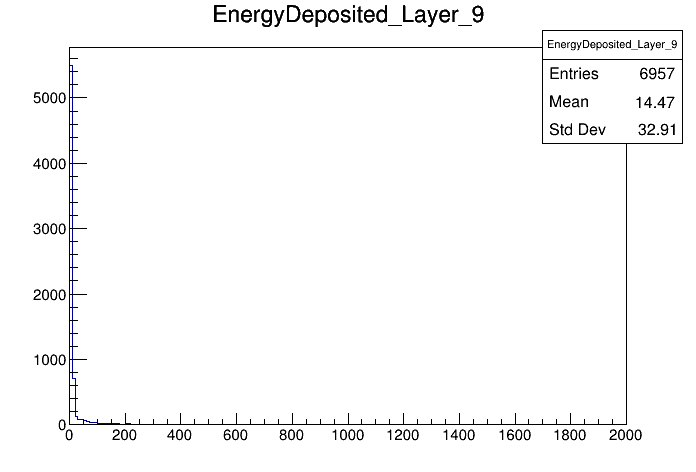 EnergyDeposited_Layer_9
EnergyDeposited_Layer_9
Entries 6957
Mean 14.47
Std Dev 32.91
5000
4000
3000
2000
1000
0
0 200 400 600 800 1000 1200 1400 1600 1800 2000